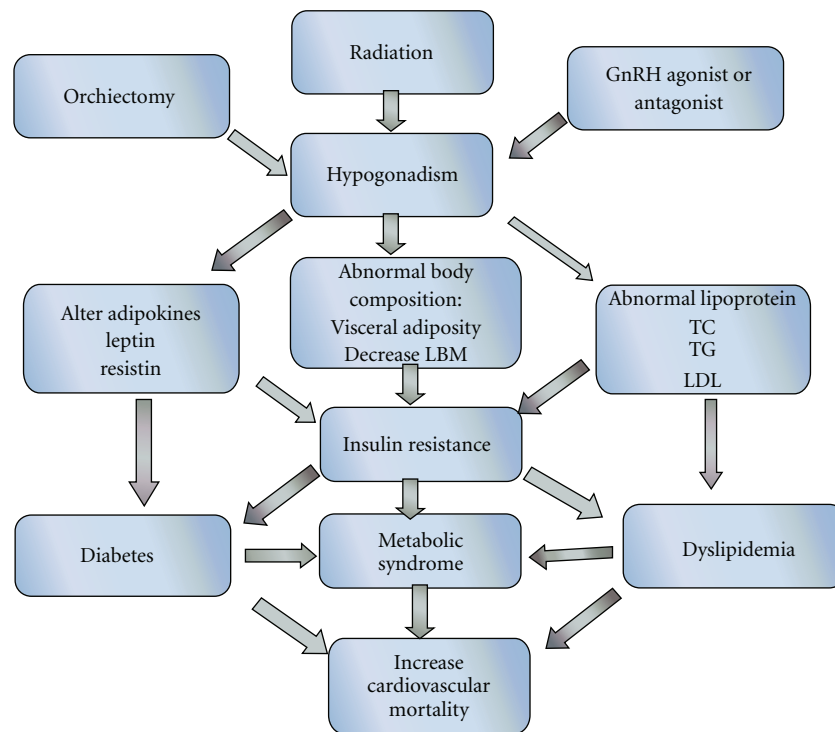 Radiation
Orchiectomy
GnRH agonist or
antagonist
Hypogonadism
Alter adipokines
leptin
resistin
Abnormal body
composition:
Visceral adiposity
Decrease LBM
Abnormal lipoprotein
TC
TG
LDL
Insulin resistance
Diabetes
Metabolic
syndrome
Dyslipidemia
Increase
cardiovascular
mortality